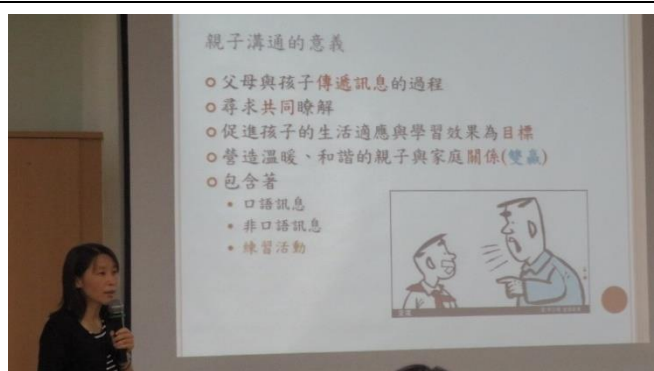 親子溝通的意義
父母與孩子傳遞訊息的過程
尋求共同瞭解
促進孩子的生活適應與學習效果為目標
營造溫暖、和諧的親子與家庭關係(雙贏)
包含著
口語訊息
非口語訊息
練習活動